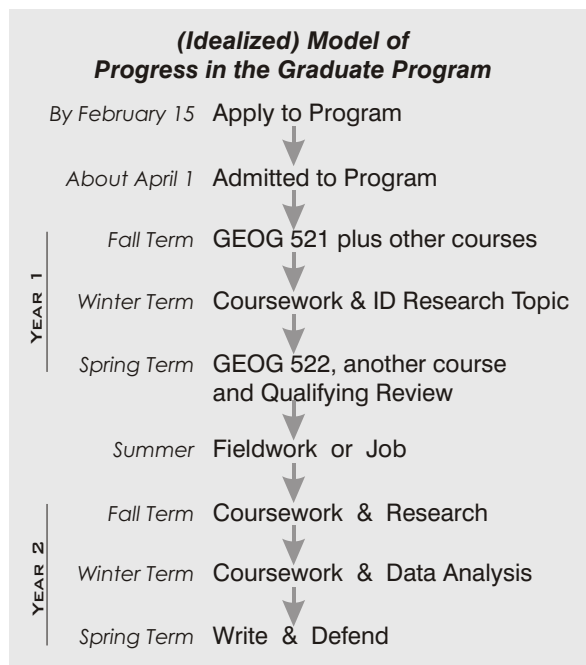 (Idealized) Model of
Progress in the Graduate Program
By February 15 Apply to Program
About April 1 Admitted to Program
YEAR 1
Fall Term GEOG 521 plus other courses
Winter Term Coursework & ID Research Topic
Spring Term GEOG 522, another course
and Qualifying Review
Summer Fieldwork or Job
YEAR 2
Fall Term Coursework & Research
Winter Term Coursework & Data Analysis
Spring Term Write & Defend